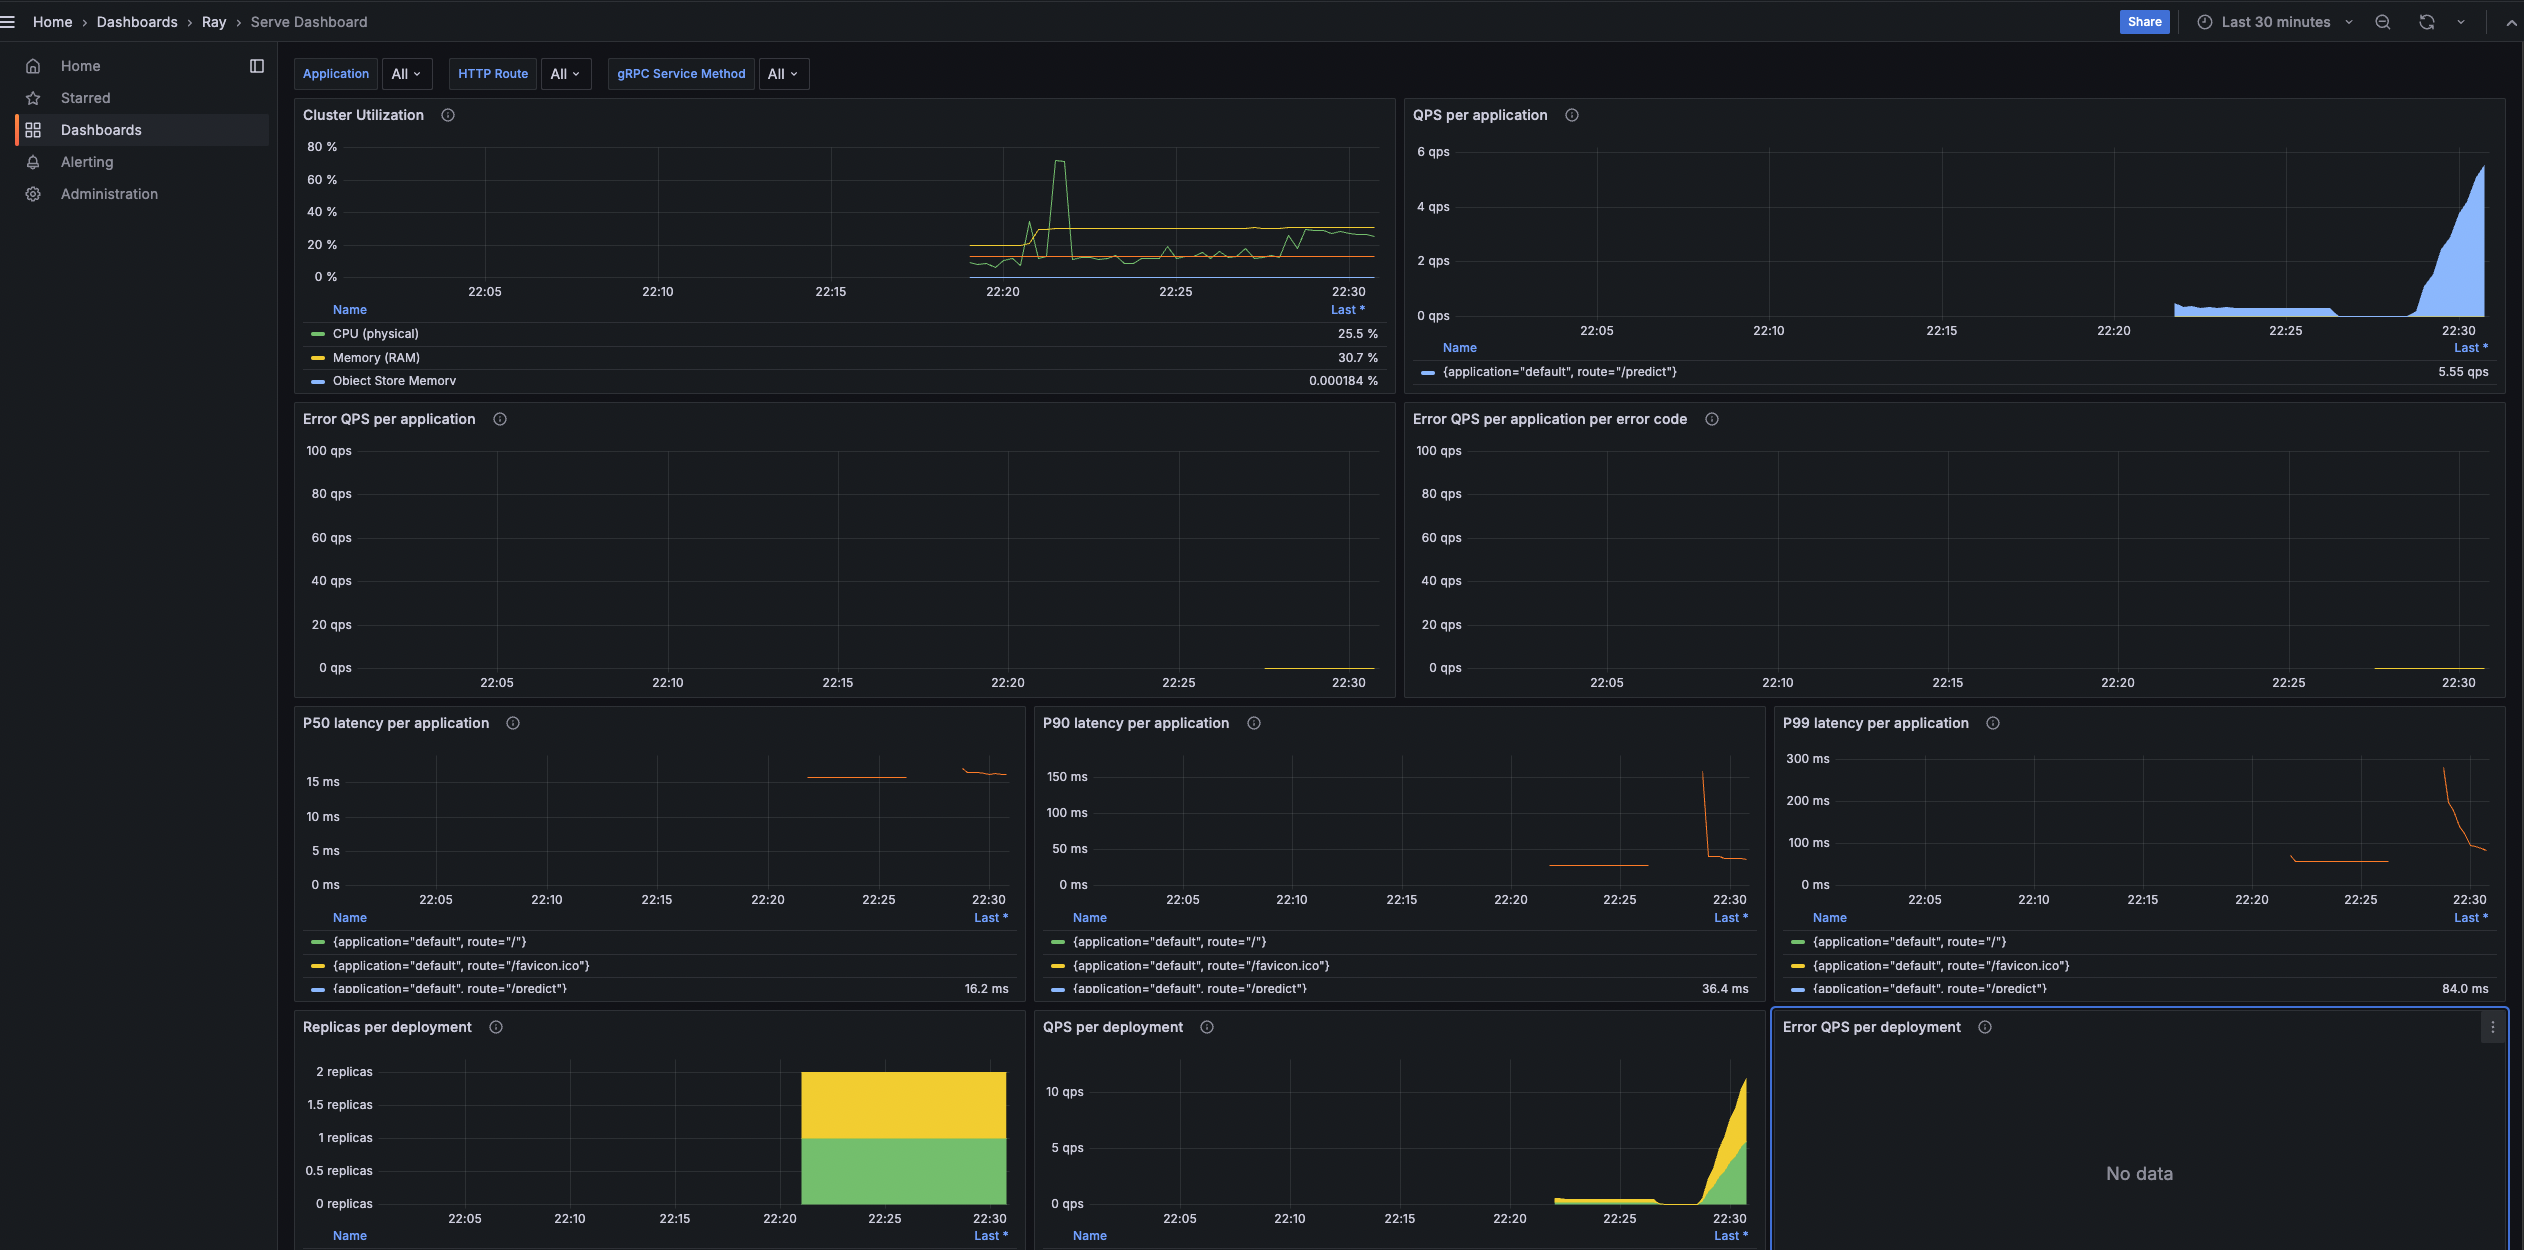 Home › Dashboards › Ray › Serve Dashboard
Share
Last 30 minutes
Home
Starred
Dashboards
Alerting
Administration
Application All
HTTP Route All
gRPC Service Method All
Cluster Utilization
80 %
60 %
40 %
20 %
0 %
22:05 22:10 22:15 22:20 22:25 22:30
Name Last *
CPU (physical) 25.5 %
Memory (RAM) 30.7 %
Object Store Memory 0.000184 %
QPS per application
6 qps
4 qps
2 qps
0 qps
22:05 22:10 22:15 22:20 22:25 22:30
Name Last *
{application="default", route="/predict"} 5.55 qps
Error QPS per application
100 qps
80 qps
60 qps
40 qps
20 qps
0 qps
22:05 22:10 22:15 22:20 22:25 22:30
Error QPS per application per error code
100 qps
80 qps
60 qps
40 qps
20 qps
0 qps
22:05 22:10 22:15 22:20 22:25 22:30
P50 latency per application
15 ms
10 ms
5 ms
0 ms
22:05 22:10 22:15 22:20 22:25 22:30
Name Last *
{application="default", route="/"}
{application="default", route="/favicon.ico"}
{application="default", route="/predict"} 16.2 ms
P90 latency per application
150 ms
100 ms
50 ms
0 ms
22:05 22:10 22:15 22:20 22:25 22:30
Name Last *
{application="default", route="/"}
{application="default", route="/favicon.ico"}
{application="default", route="/predict"} 36.4 ms
P99 latency per application
300 ms
200 ms
100 ms
0 ms
22:05 22:10 22:15 22:20 22:25 22:30
Name Last *
{application="default", route="/"}
{application="default", route="/favicon.ico"}
{application="default", route="/predict"} 84.0 ms
Replicas per deployment
2 replicas
1.5 replicas
1 replicas
0.5 replicas
0 replicas
22:05 22:10 22:15 22:20 22:25 22:30
Name Last *
QPS per deployment
10 qps
5 qps
0 qps
22:05 22:10 22:15 22:20 22:25 22:30
Name Last *
Error QPS per deployment
No data